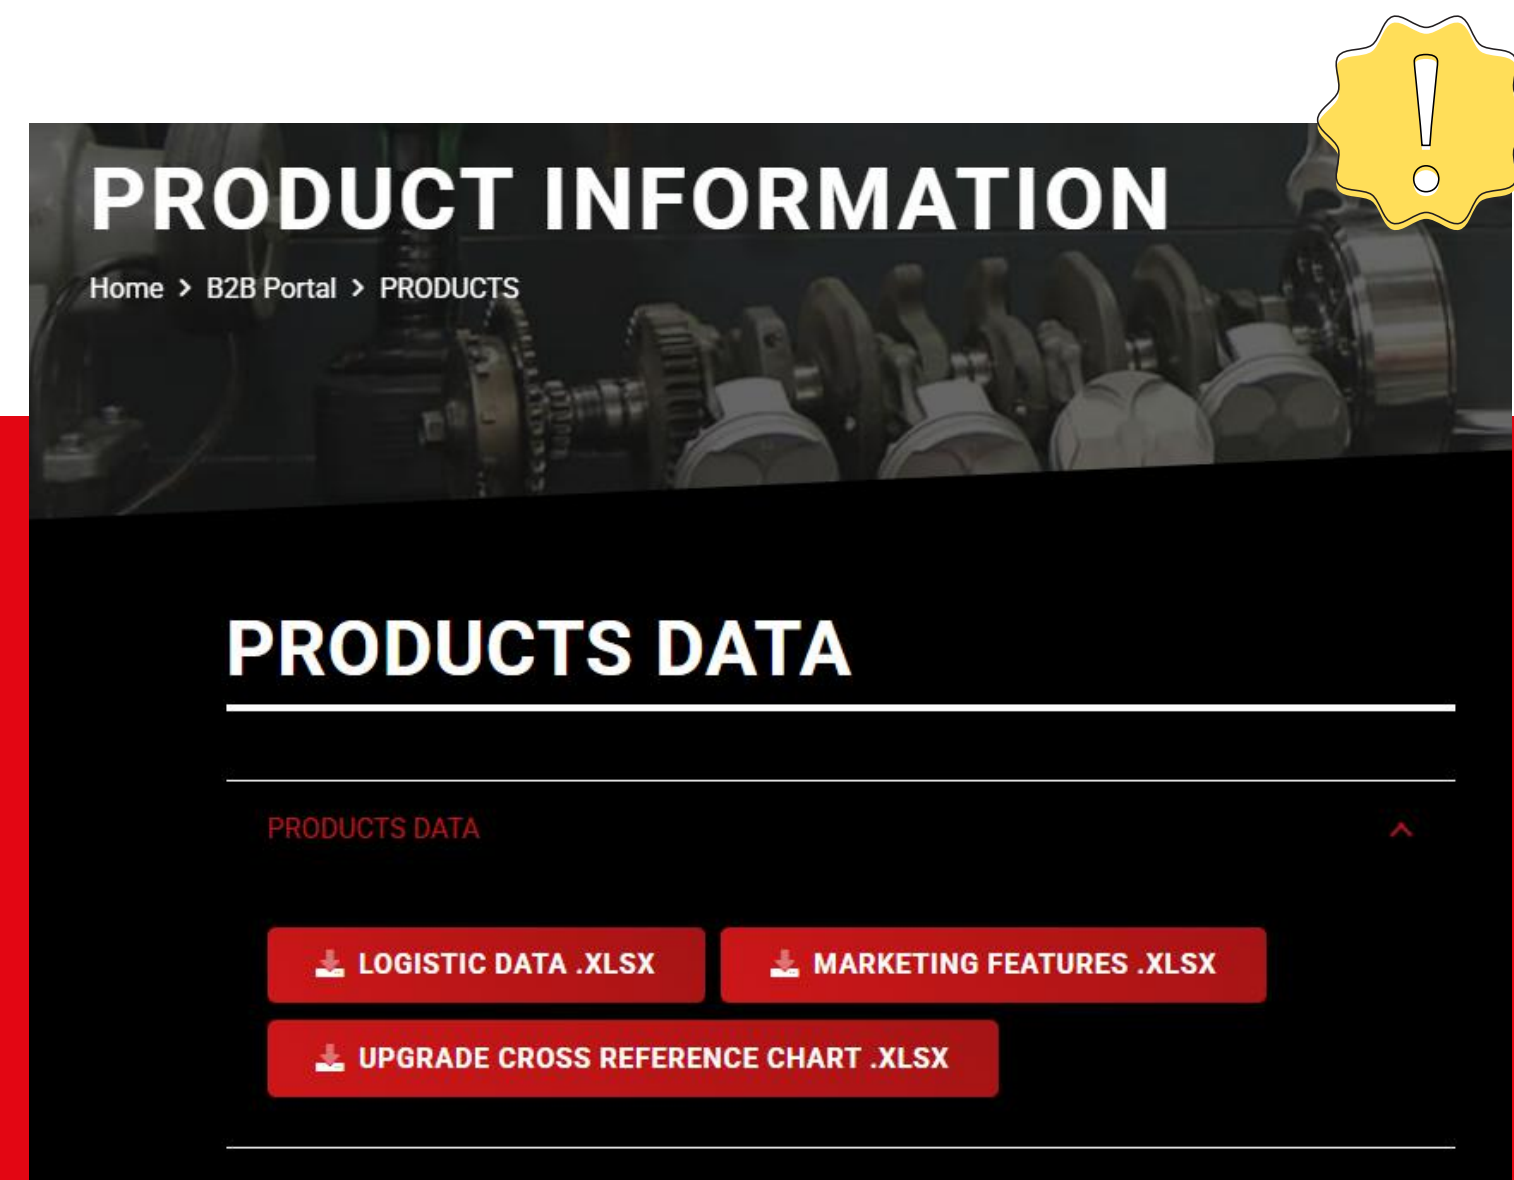 PRODUCT INFORMATION
Home > B2B Portal > PRODUCTS
PRODUCTS DATA
PRODUCTS DATA
LOGISTIC DATA .XLSX
MARKETING FEATURES .XLSX
UPGRADE CROSS REFERENCE CHART .XLSX